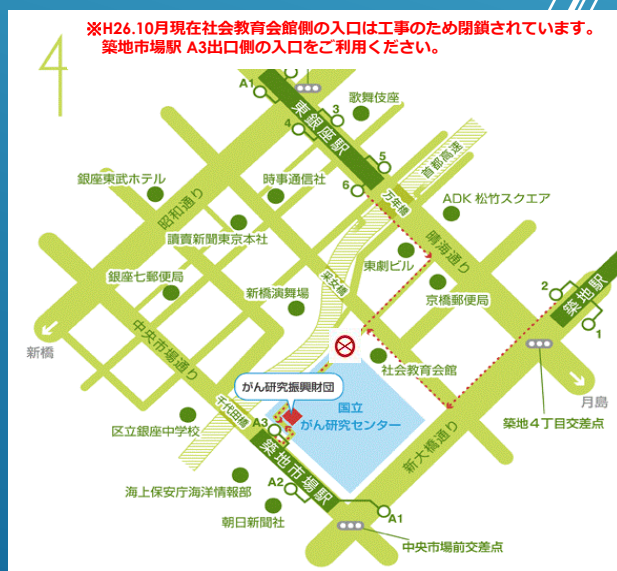 ※H26.10月現在社会教育会館側の入口は工事のため閉鎖されています。
築地市場駅 A3出口側の入口をご利用ください。
4
A1
東銀座駅
歌舞伎座
3
4
5
6
首都高速
万年橋
銀座東武ホテル
時事通信社
昭和通り
ADK 松竹スクエア
讀賣新聞東京本社
晴海通り
東劇ビル
銀座七郵便局
新橋演舞場
采女橋
京橋郵便局
築地駅
2
1
新橋
中央市場通り
社会教育会館
がん研究振興財団
月島
千代田橋
国立
がん研究センター
築地4丁目交差点
区立銀座中学校
A3
築地市場駅
新大橋通り
海上保安庁海洋情報部
A2
A1
朝日新聞社
中央市場前交差点